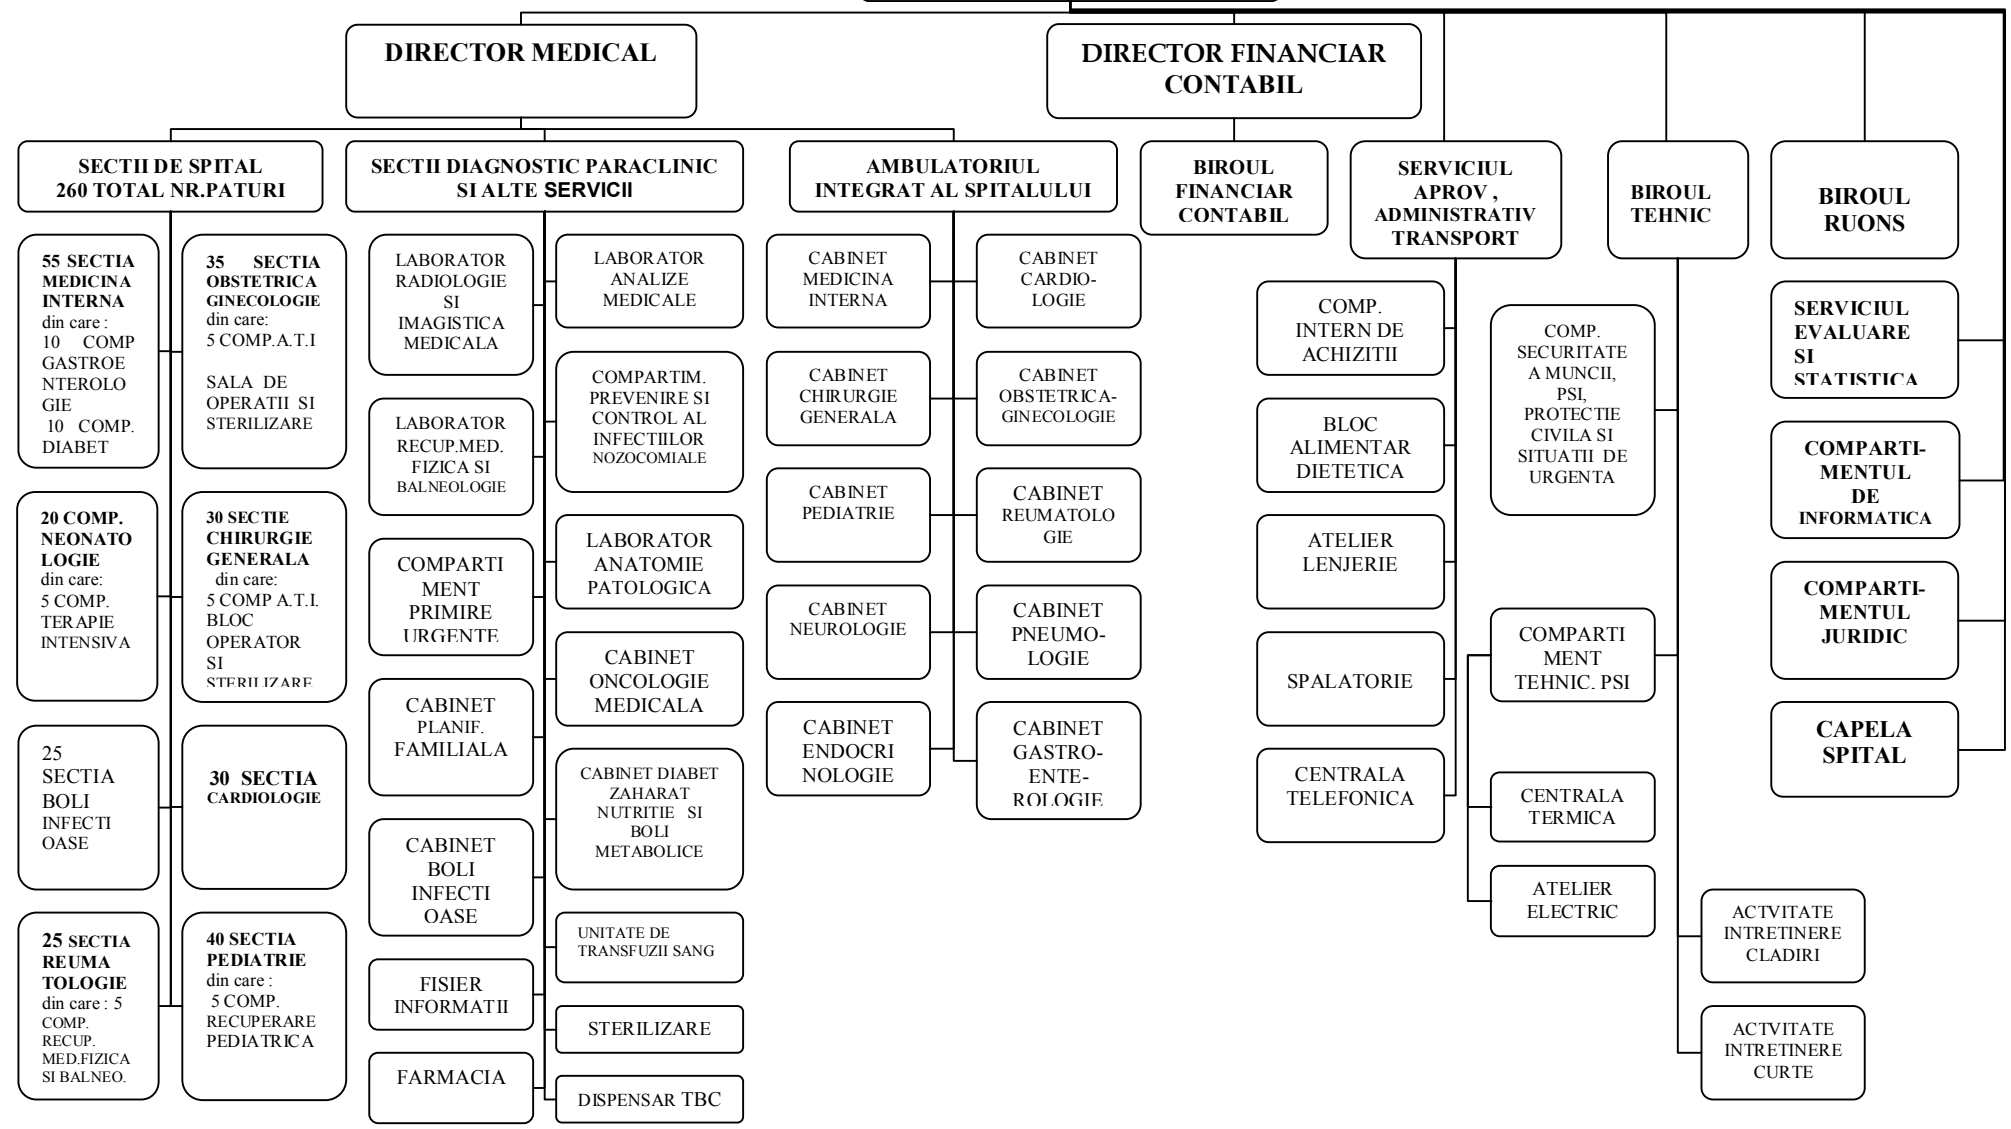 DIRECTOR MEDICAL
DIRECTOR FINANCIAR
CONTABIL
SECTII DE SPITAL
260 TOTAL NR.PATURI
SECTII DIAGNOSTIC PARACLINIC
SI ALTE SERVICII
AMBULATORIUL
INTEGRAT AL SPITALULUI
BIROUL
FINANCIAR
CONTABIL
SERVICIUL
APROV ,
ADMINISTRATIV
TRANSPORT
BIROUL
TEHNIC
BIROUL
RUONS
55 SECTIA
MEDICINA
INTERNA
din care :
10 COMP
GASTROE
NTEROLO
GIE
10 COMP.
DIABET
35 SECTIA
OBSTETRICA
GINECOLOGIE
din care:
5 COMP.A.T.I
SALA DE
OPERATII SI
STERILIZARE
20 COMP.
NEONATO
LOGIE
din care:
5 COMP.
TERAPIE
INTENSIVA
30 SECTIE
CHIRURGIE
GENERALA
din care:
5 COMP A.T.I.
BLOC
OPERATOR
SI
STERILIZARE
25
SECTIA
BOLI
INFECTI
OASE
30 SECTIA
CARDIOLOGIE
25 SECTIA
REUMA
TOLOGIE
din care : 5
COMP.
RECUP.
MED.FIZICA
SI BALNEO.
40 SECTIA
PEDIATRIE
din care :
5 COMP.
RECUPERARE
PEDIATRICA
LABORATOR
RADIOLOGIE
SI
IMAGISTICA
MEDICALA
LABORATOR
ANALIZE
MEDICALE
LABORATOR
RECUP.MED.
FIZICA SI
BALNEOLOGIE
COMPARTIM.
PREVENIRE SI
CONTROL AL
INFECTIILOR
NOZOCOMIALE
COMPARTI
MENT
PRIMIRE
URGENTE
LABORATOR
ANATOMIE
PATOLOGICA
CABINET
PLANIF.
FAMILIALA
CABINET
ONCOLOGIE
MEDICALA
CABINET
BOLI
INFECTI
OASE
CABINET DIABET
ZAHARAT
NUTRITIE SI
BOLI
METABOLICE
FISIER
INFORMATII
UNITATE DE
TRANSFUZII SANG
STERILIZARE
FARMACIA
DISPENSAR TBC
CABINET
MEDICINA
INTERNA
CABINET
CARDIO-
LOGIE
CABINET
CHIRURGIE
GENERALA
CABINET
OBSTETRICA-
GINECOLOGIE
CABINET
PEDIATRIE
CABINET
REUMATOLO
GIE
CABINET
NEUROLOGIE
CABINET
PNEUMO-
LOGIE
CABINET
ENDOCRI
NOLOGIE
CABINET
GASTRO-
ENTE-
ROLOGIE
COMP.
INTERN DE
ACHIZITII
BLOC
ALIMENTAR
DIETETICA
ATELIER
LENJERIE
SPALATORIE
CENTRALA
TELEFONICA
COMP.
SECURITATE
A MUNCII,
PSI,
PROTECTIE
CIVILA SI
SITUATII DE
URGENTA
COMPARTI
MENT
TEHNIC. PSI
CENTRALA
TERMICA
ATELIER
ELECTRIC
ACTVITATE
INTRETINERE
CLADIRI
ACTVITATE
INTRETINERE
CURTE
SERVICIUL
EVALUARE
SI
STATISTICA
COMPARTI-
MENTUL
DE
INFORMATICA
COMPARTI-
MENTUL
JURIDIC
CAPELA
SPITAL